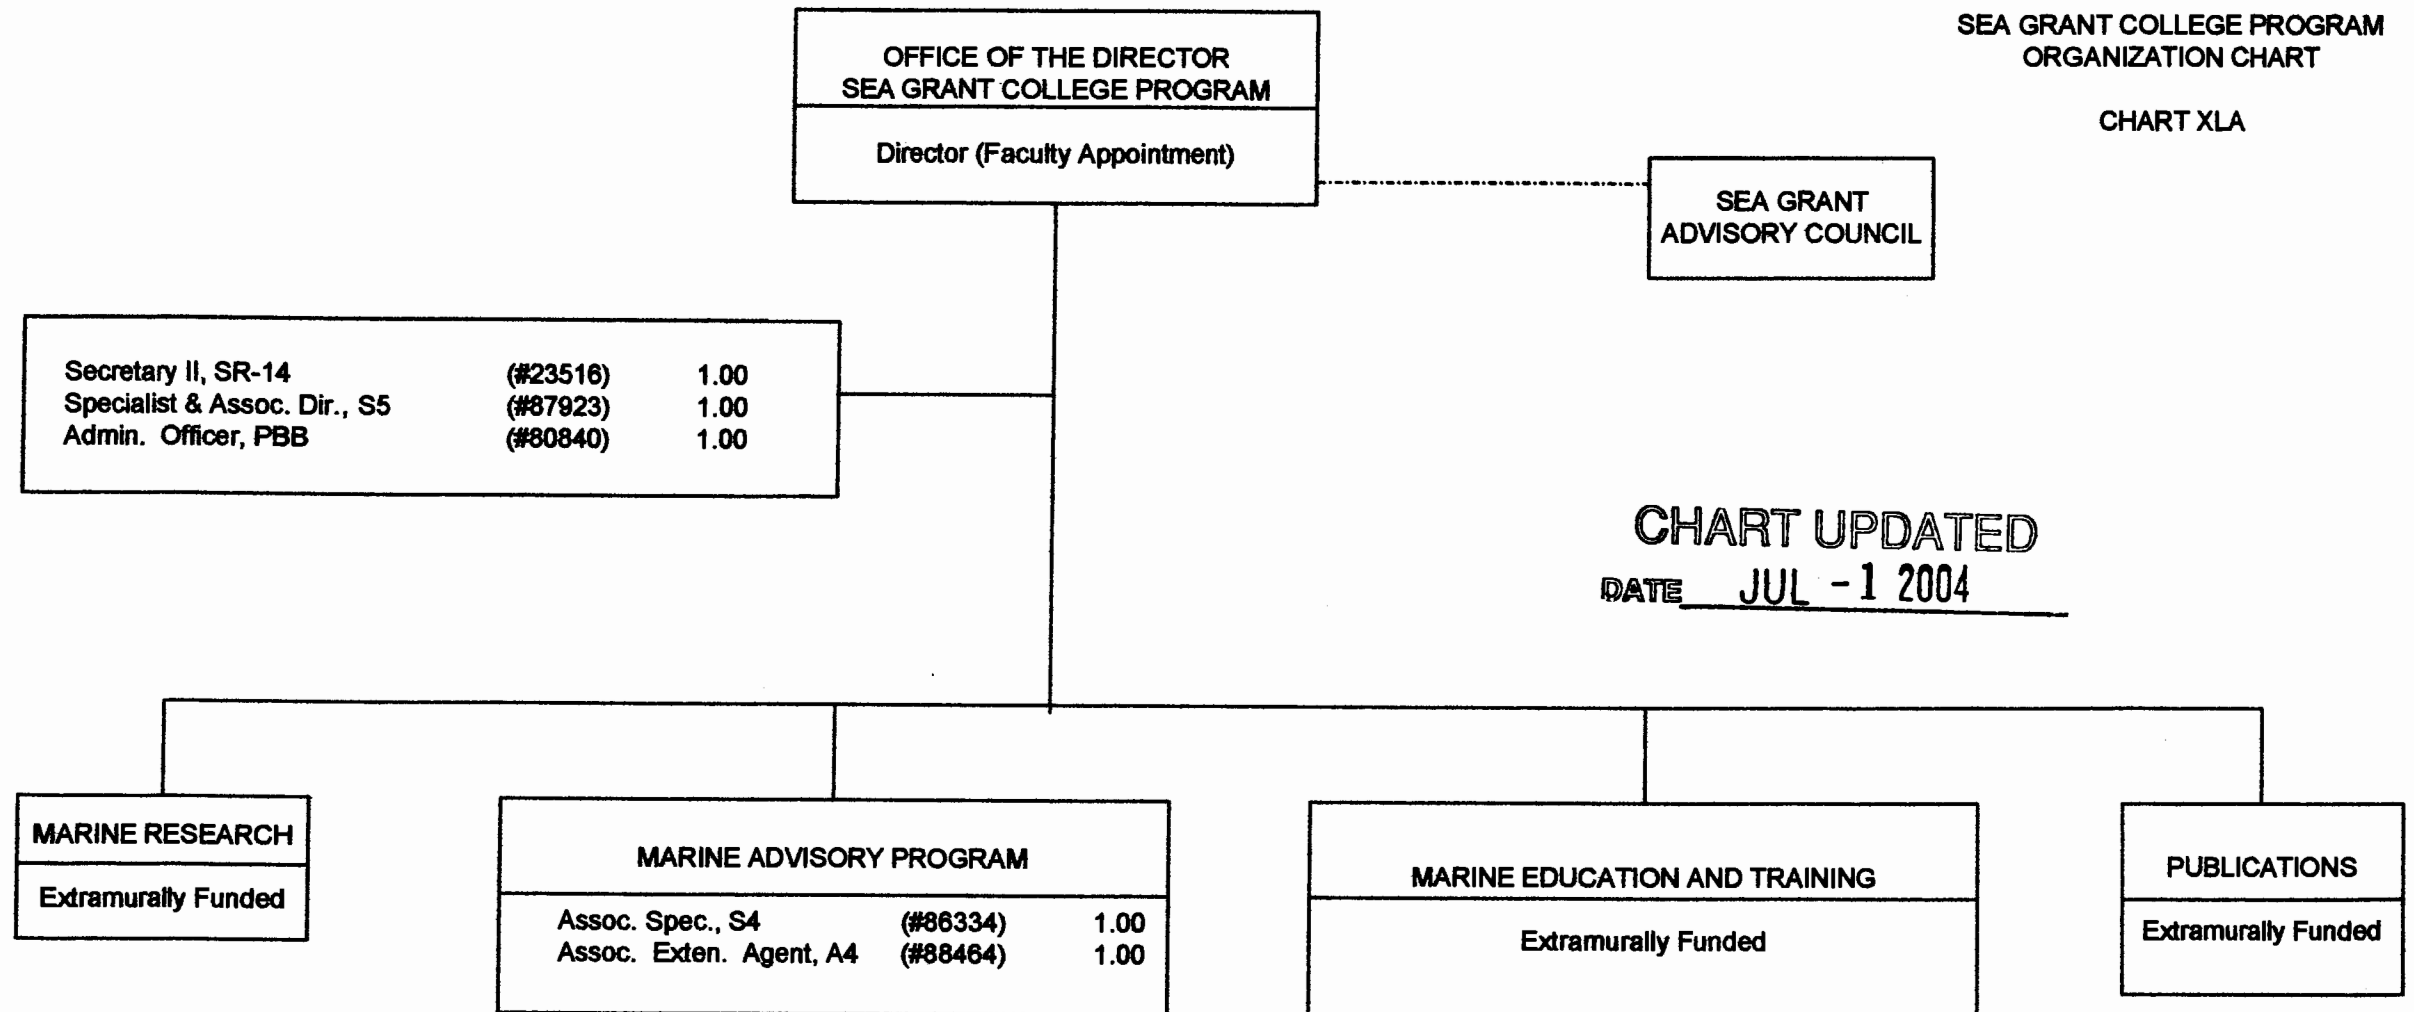 SEA GRANT COLLEGE PROGRAM
ORGANIZATION CHART
CHART XLA
OFFICE OF THE DIRECTOR
SEA GRANT COLLEGE PROGRAM
Director (Faculty Appointment)
SEA GRANT
ADVISORY COUNCIL
Secretary II, SR-14 (#23516) 1.00
Specialist & Assoc. Dir., S5 (#87923) 1.00
Admin. Officer, PBB (#80840) 1.00
CHART UPDATED
DATE JUL - 1 2004
MARINE RESEARCH
Extramurally Funded
MARINE ADVISORY PROGRAM
Assoc. Spec., S4 (#86334) 1.00
Assoc. Exten. Agent, A4 (#88464) 1.00
MARINE EDUCATION AND TRAINING
Extramurally Funded
PUBLICATIONS
Extramurally Funded